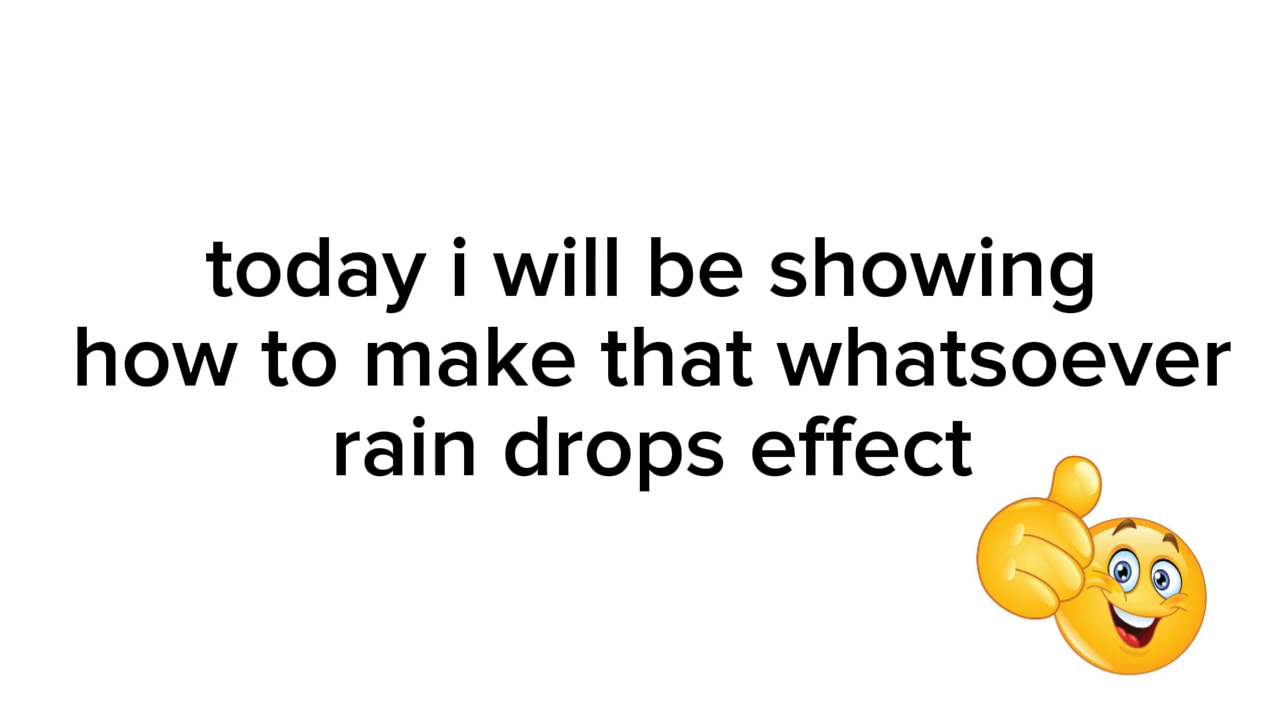 today i will be showing
how to make that whatsoever
rain drops effect